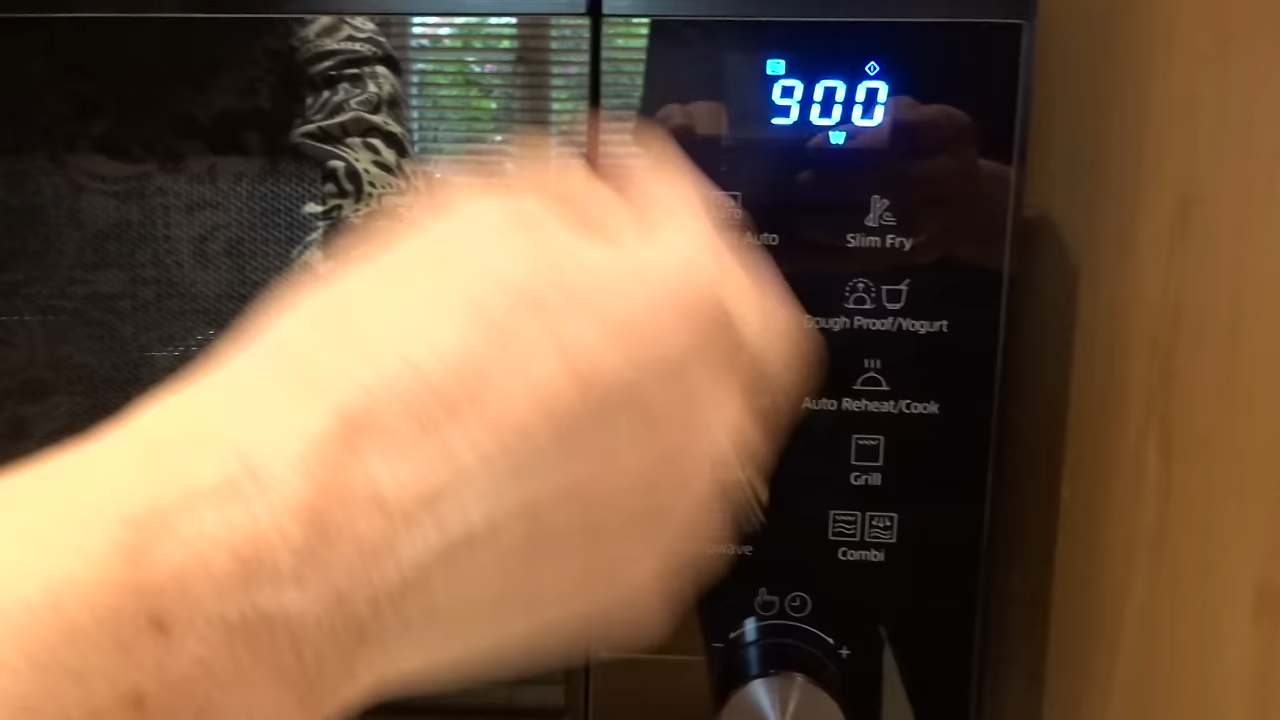 900
W
Auto
Slim Fry
Dough Proof/Yogurt
Auto Reheat/Cook
Grill
Combi
- +